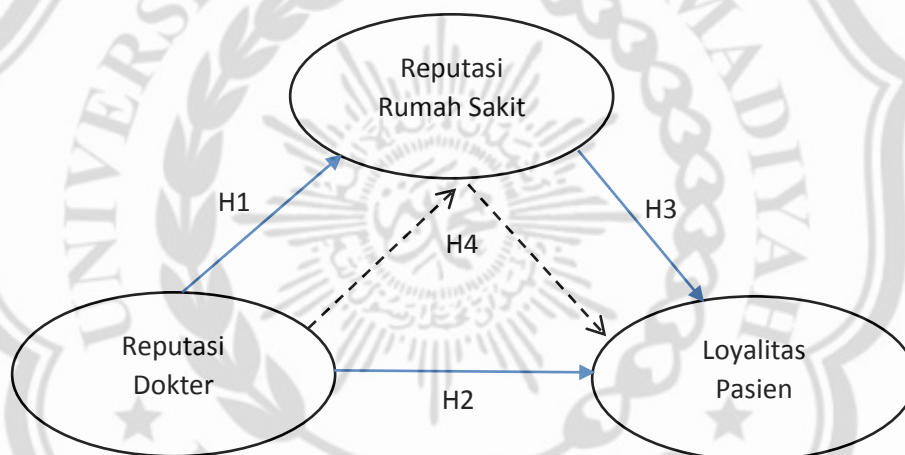 Reputasi
Rumah Sakit
H1
H3
H4
Reputasi
Dokter
Loyalitas
Pasien
H2